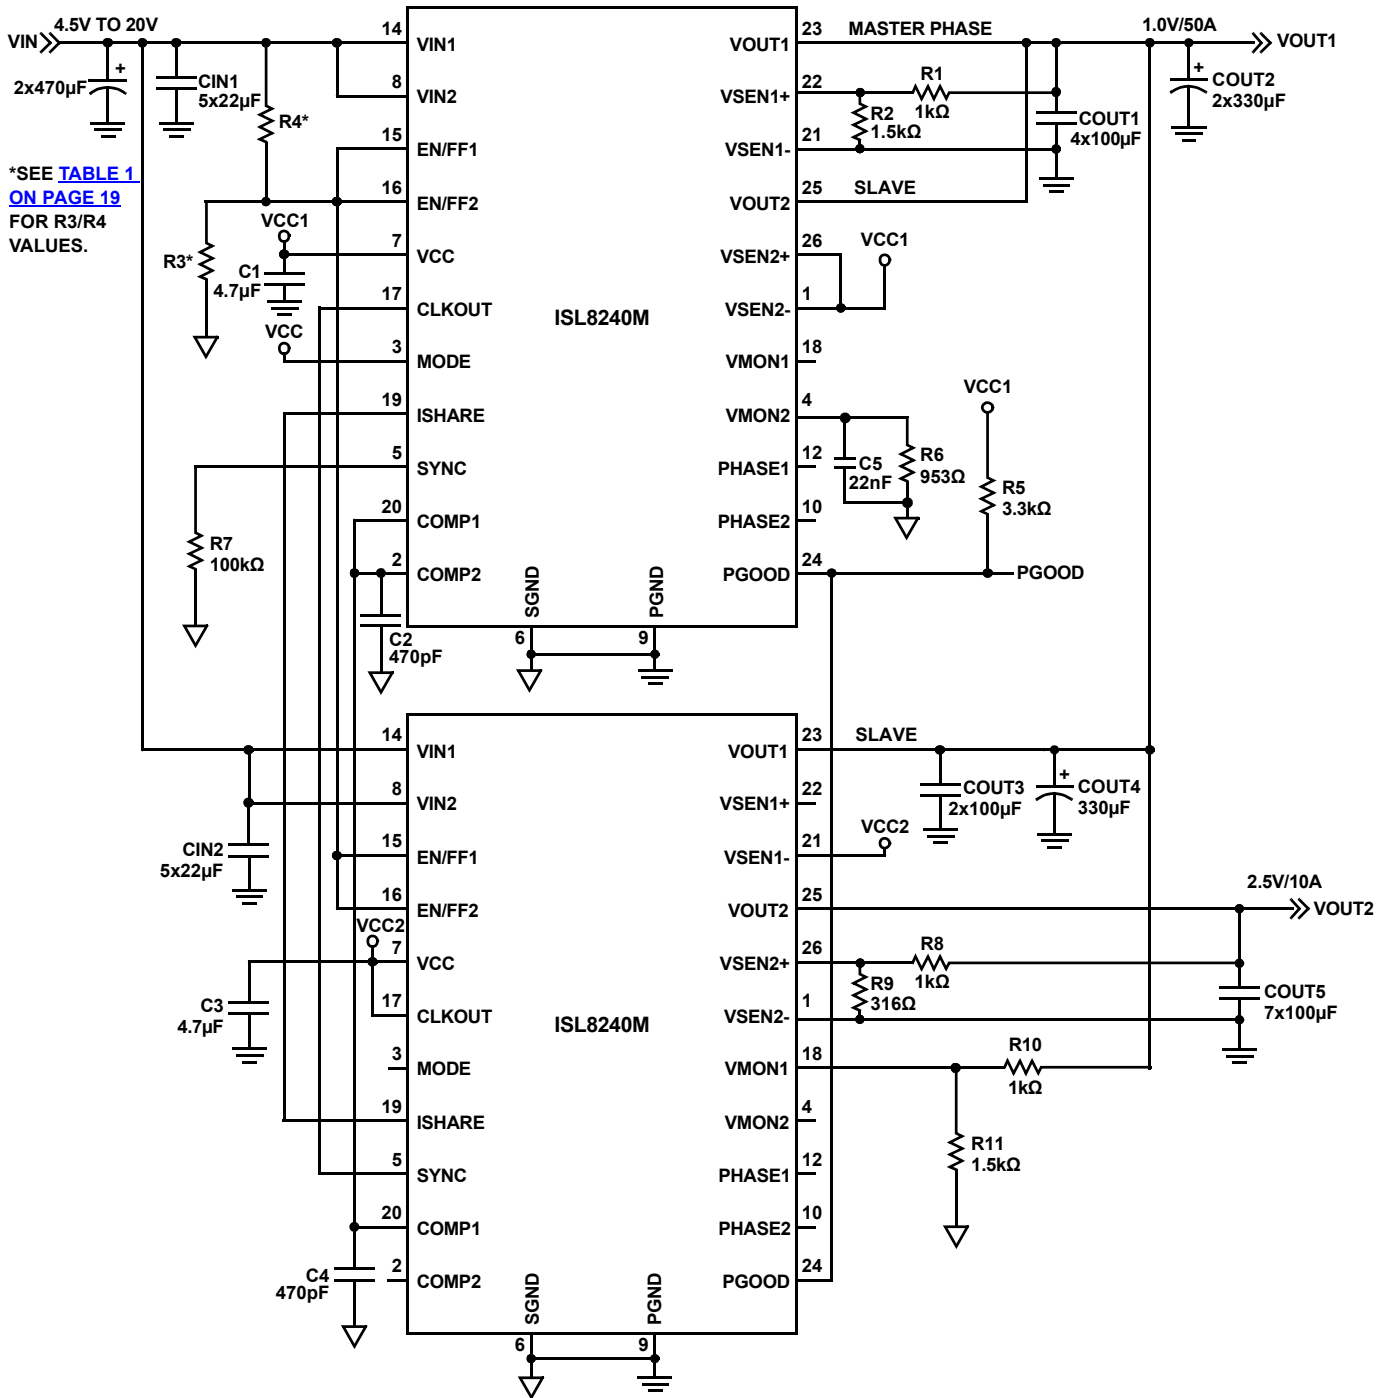 4.5V TO 20V
VIN
2x470µF
+
CIN1
5x22µF
R4*
*SEE TABLE 1
ON PAGE 19
FOR R3/R4
VALUES.
R3*
VCC1
C1
4.7µF
VCC
R7
100kΩ
C2
470pF
14 VIN1
8 VIN2
15 EN/FF1
16 EN/FF2
7 VCC
17 CLKOUT
3 MODE
19 ISHARE
5 SYNC
20 COMP1
2 COMP2
ISL8240M
SGND
6
PGND
9
VOUT1 23 MASTER PHASE
VSEN1+ 22
VSEN1- 21
VOUT2 25 SLAVE
VSEN2+ 26
VSEN2- 1
VMON1 18
VMON2 4
PHASE1 12
PHASE2 10
PGOOD 24
1.0V/50A
VOUT1
R1
1kΩ
R2
1.5kΩ
COUT1
4x100µF
+
COUT2
2x330µF
VCC1
C5
22nF
R6
953Ω
VCC1
R5
3.3kΩ
PGOOD
CIN2
5x22µF
VCC2
C3
4.7µF
C4
470pF
14 VIN1
8 VIN2
15 EN/FF1
16 EN/FF2
7 VCC
17 CLKOUT
3 MODE
19 ISHARE
5 SYNC
20 COMP1
2 COMP2
ISL8240M
SGND
6
PGND
9
VOUT1 23 SLAVE
VSEN1+ 22
VSEN1- 21
VOUT2 25
VSEN2+ 26
VSEN2- 1
VMON1 18
VMON2 4
PHASE1 12
PHASE2 10
PGOOD 24
COUT3
2x100µF
+
COUT4
330µF
VCC2
2.5V/10A
VOUT2
R8
1kΩ
R9
316Ω
COUT5
7x100µF
R10
1kΩ
R11
1.5kΩ